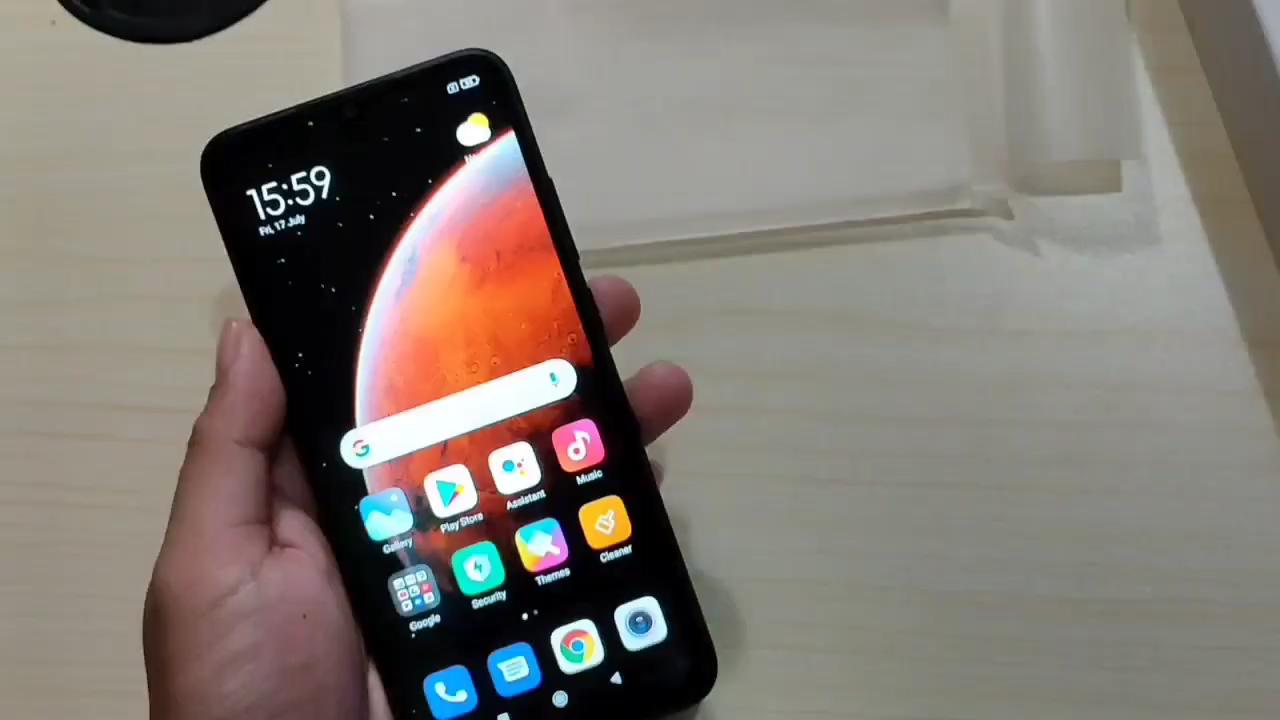 15:59
Fri, 17 July
Gallery
Play Store
Assistant
Music
Google
Security
Themes
Cleaner